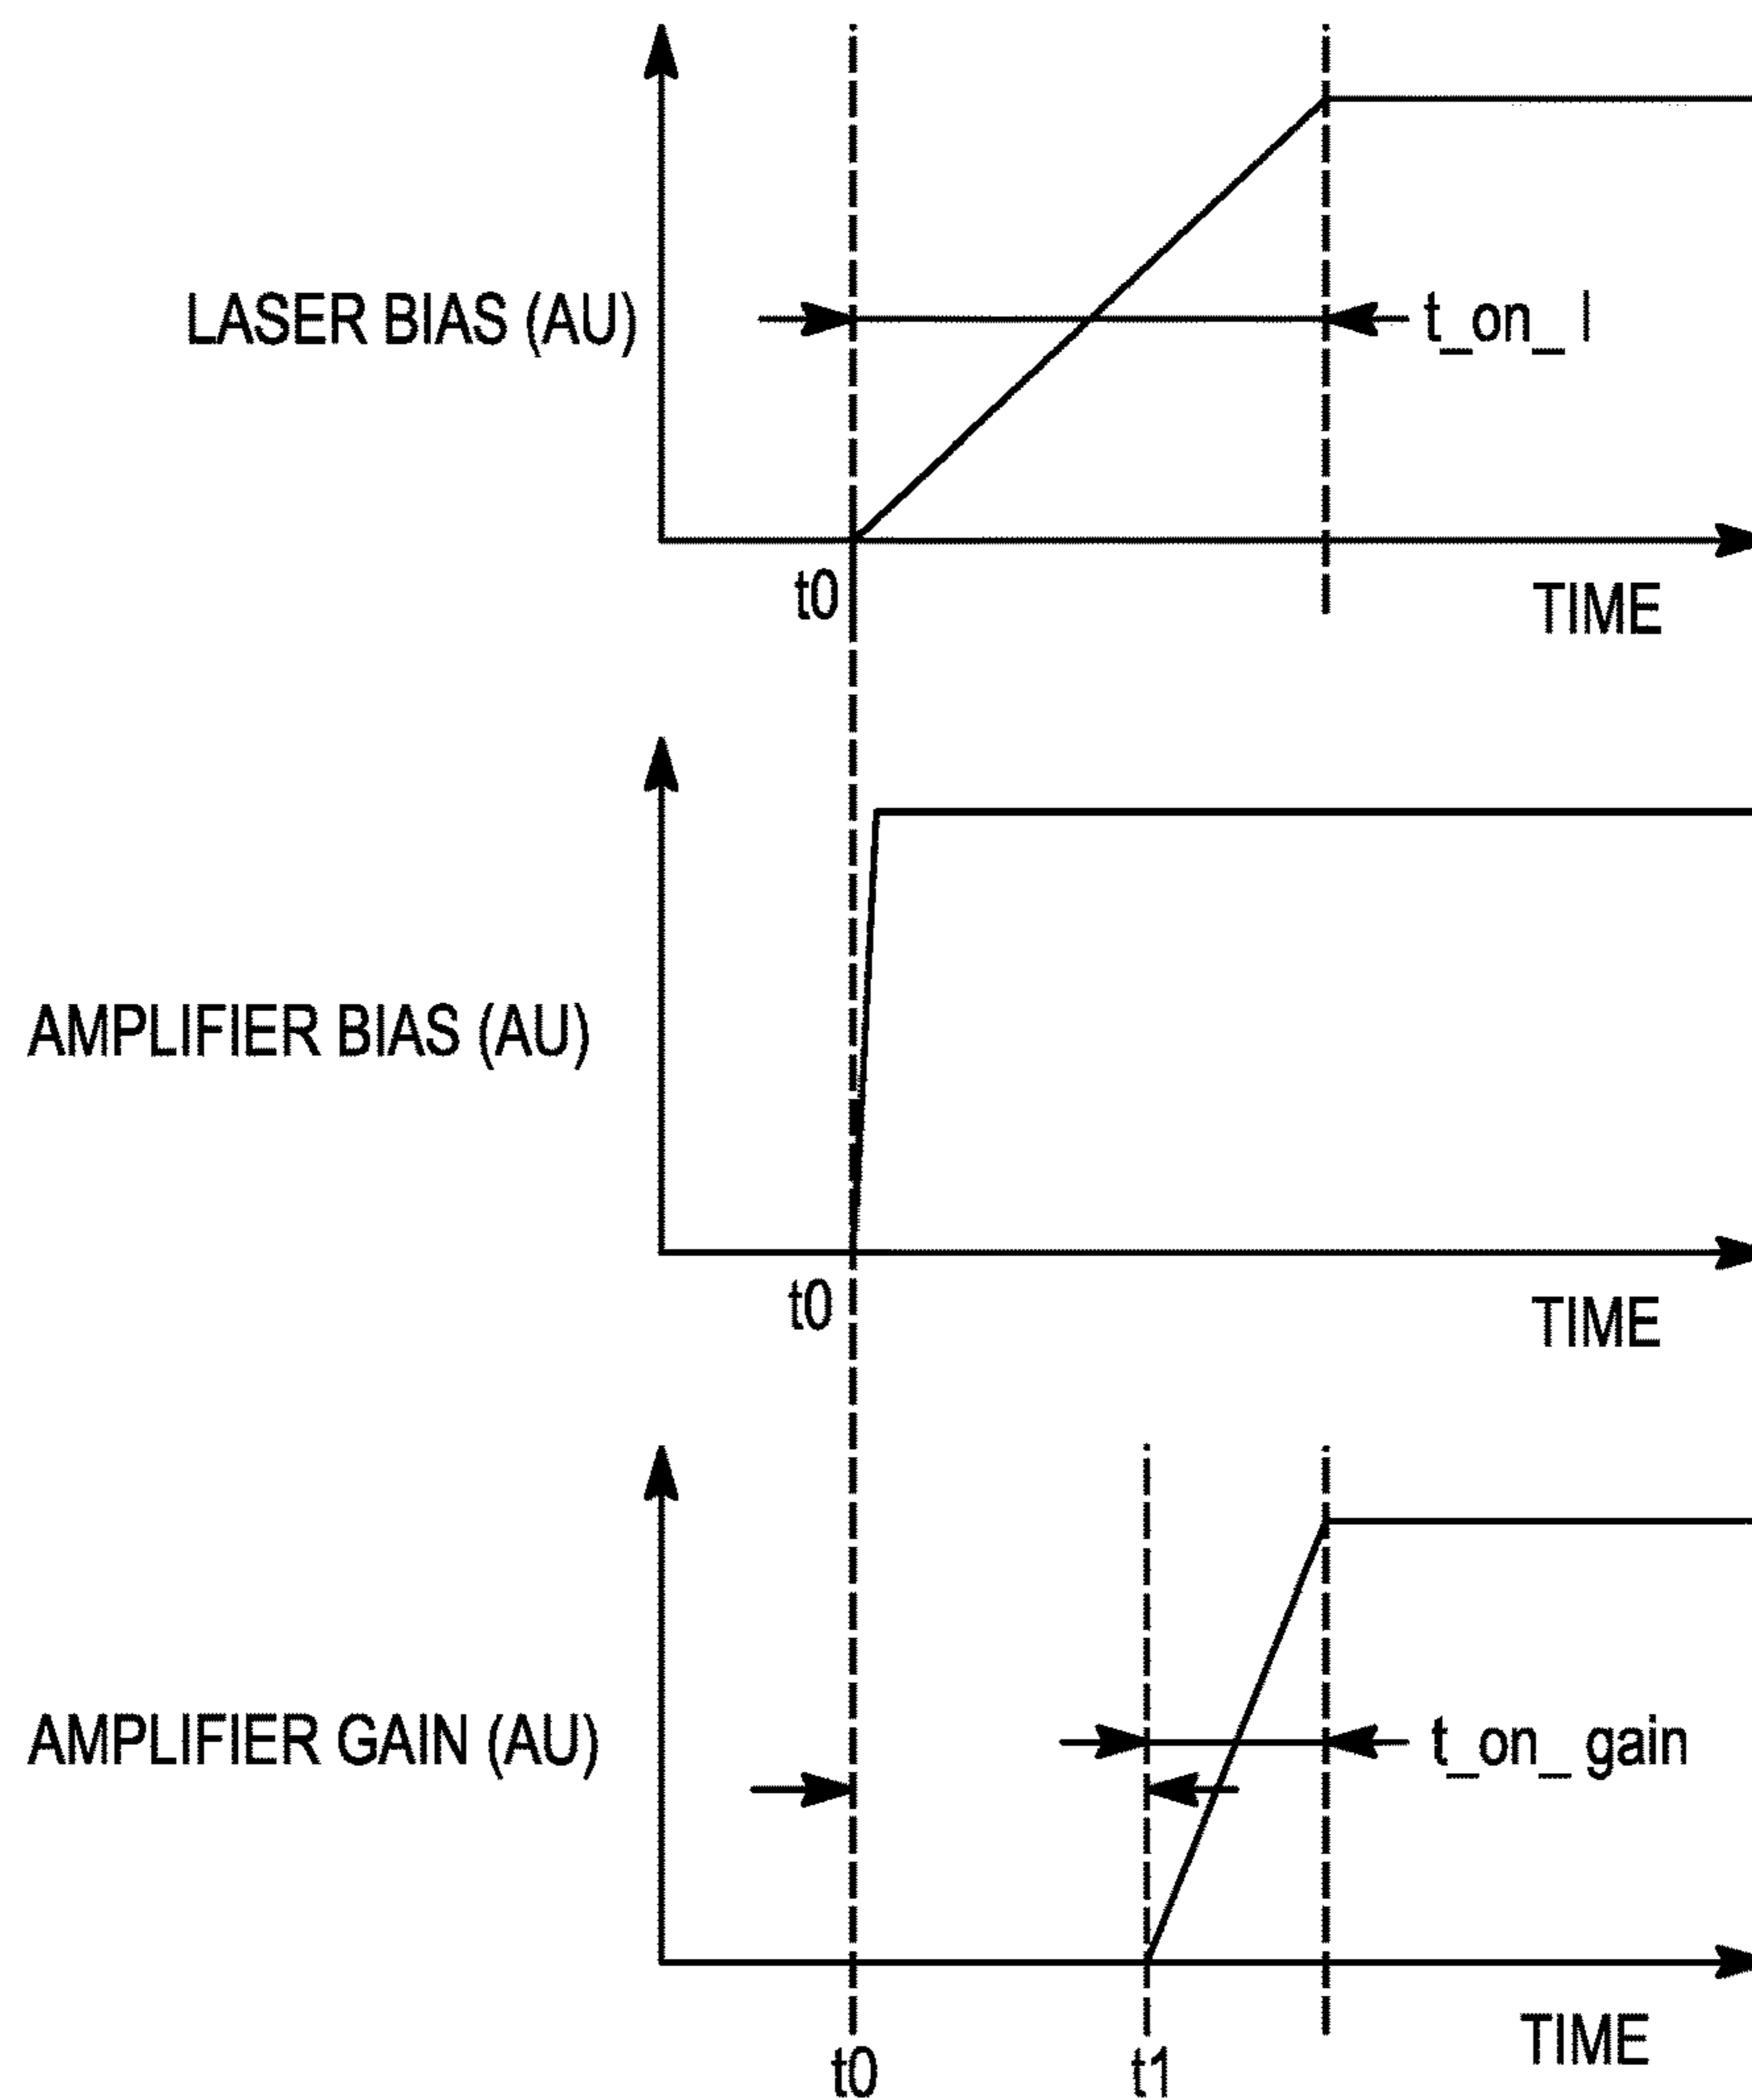 LASER BIAS (AU)
t_on_ l
t0
TIME
AMPLIFIER BIAS (AU)
t0
TIME
AMPLIFIER GAIN (AU)
t_on_ gain
t0
t1
TIME